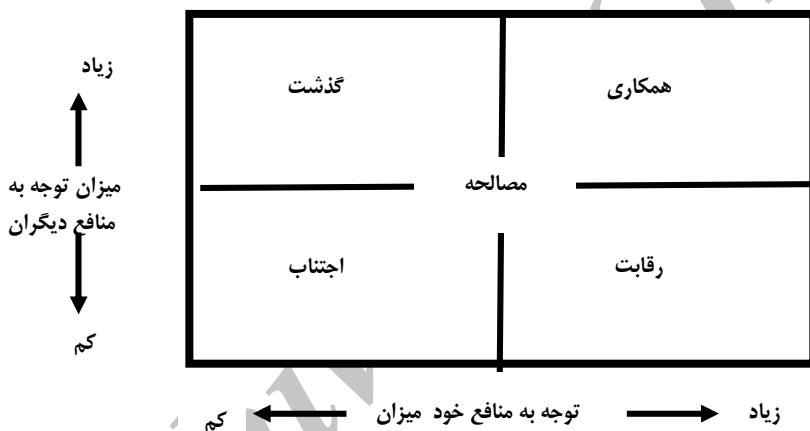 زیاد
همکاری
گذشت
میزان توجه به
منافع دیگران
مصالحه
رقابت
اجتناب
کم
زیاد
توجه به منافع خود میزان
کم